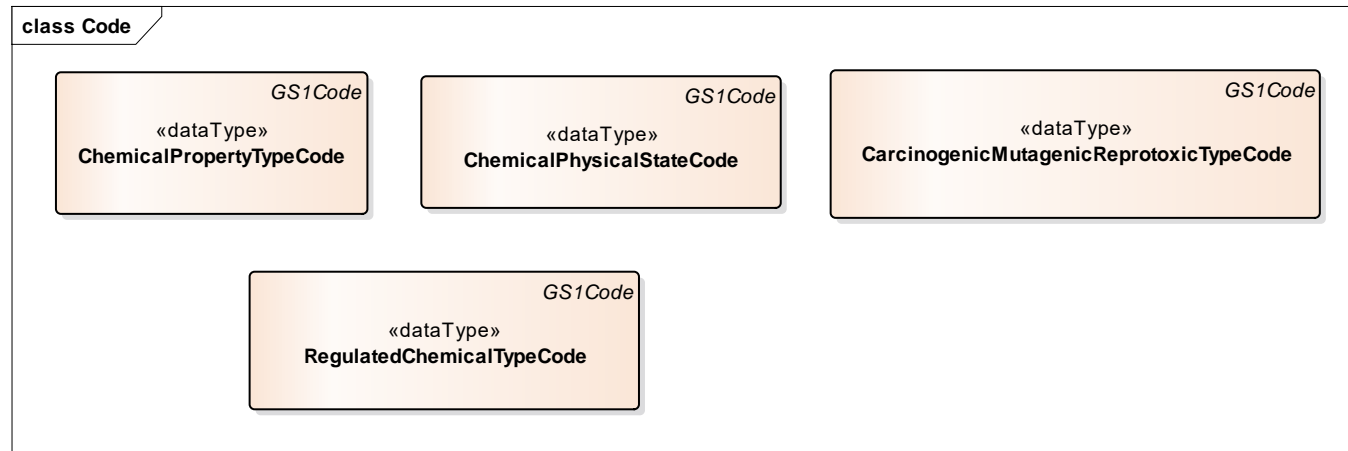 class Code
GS1Code
«dataType»
ChemicalPropertyTypeCode
GS1Code
«dataType»
ChemicalPhysicalStateCode
GS1Code
«dataType»
CarcinogenicMutagenicReprotoxicTypeCode
GS1Code
«dataType»
RegulatedChemicalTypeCode